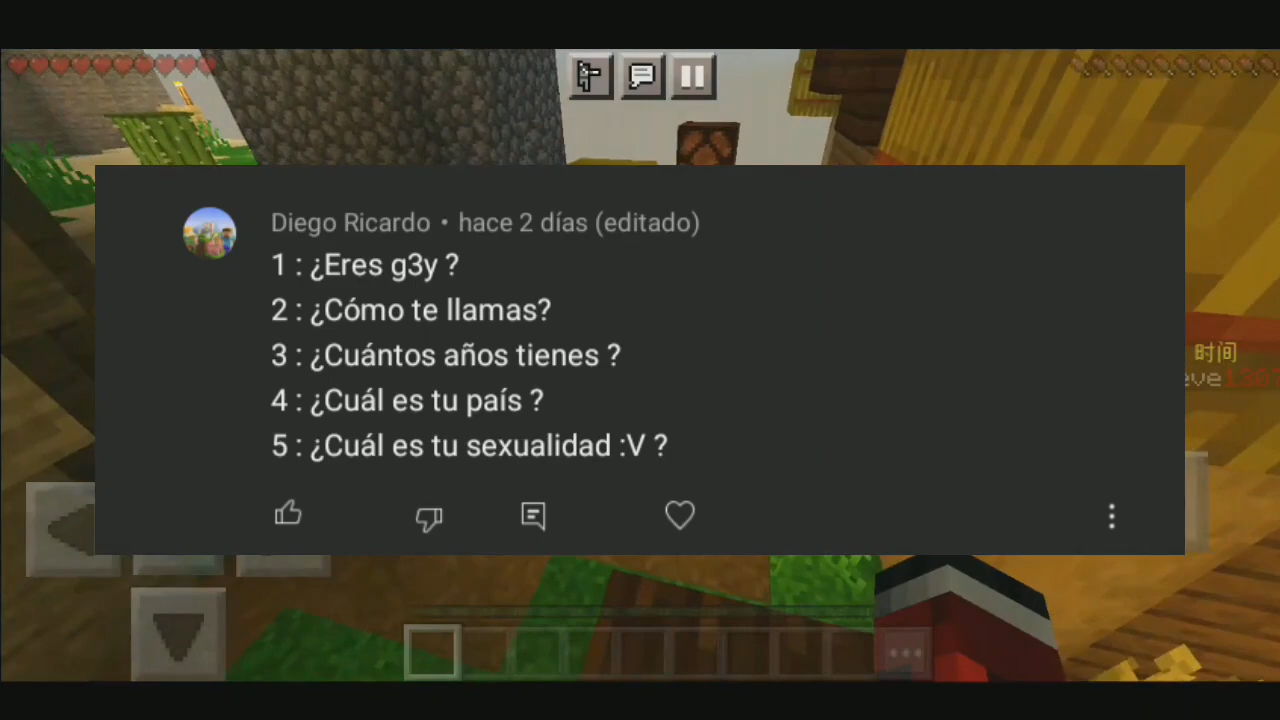 Diego Ricardo • hace 2 días (editado)
1 : ¿Eres g3y ?
2 : ¿Cómo te llamas?
3 : ¿Cuántos años tienes ?
4 : ¿Cuál es tu país ?
5 : ¿Cuál es tu sexualidad :V ?
时间